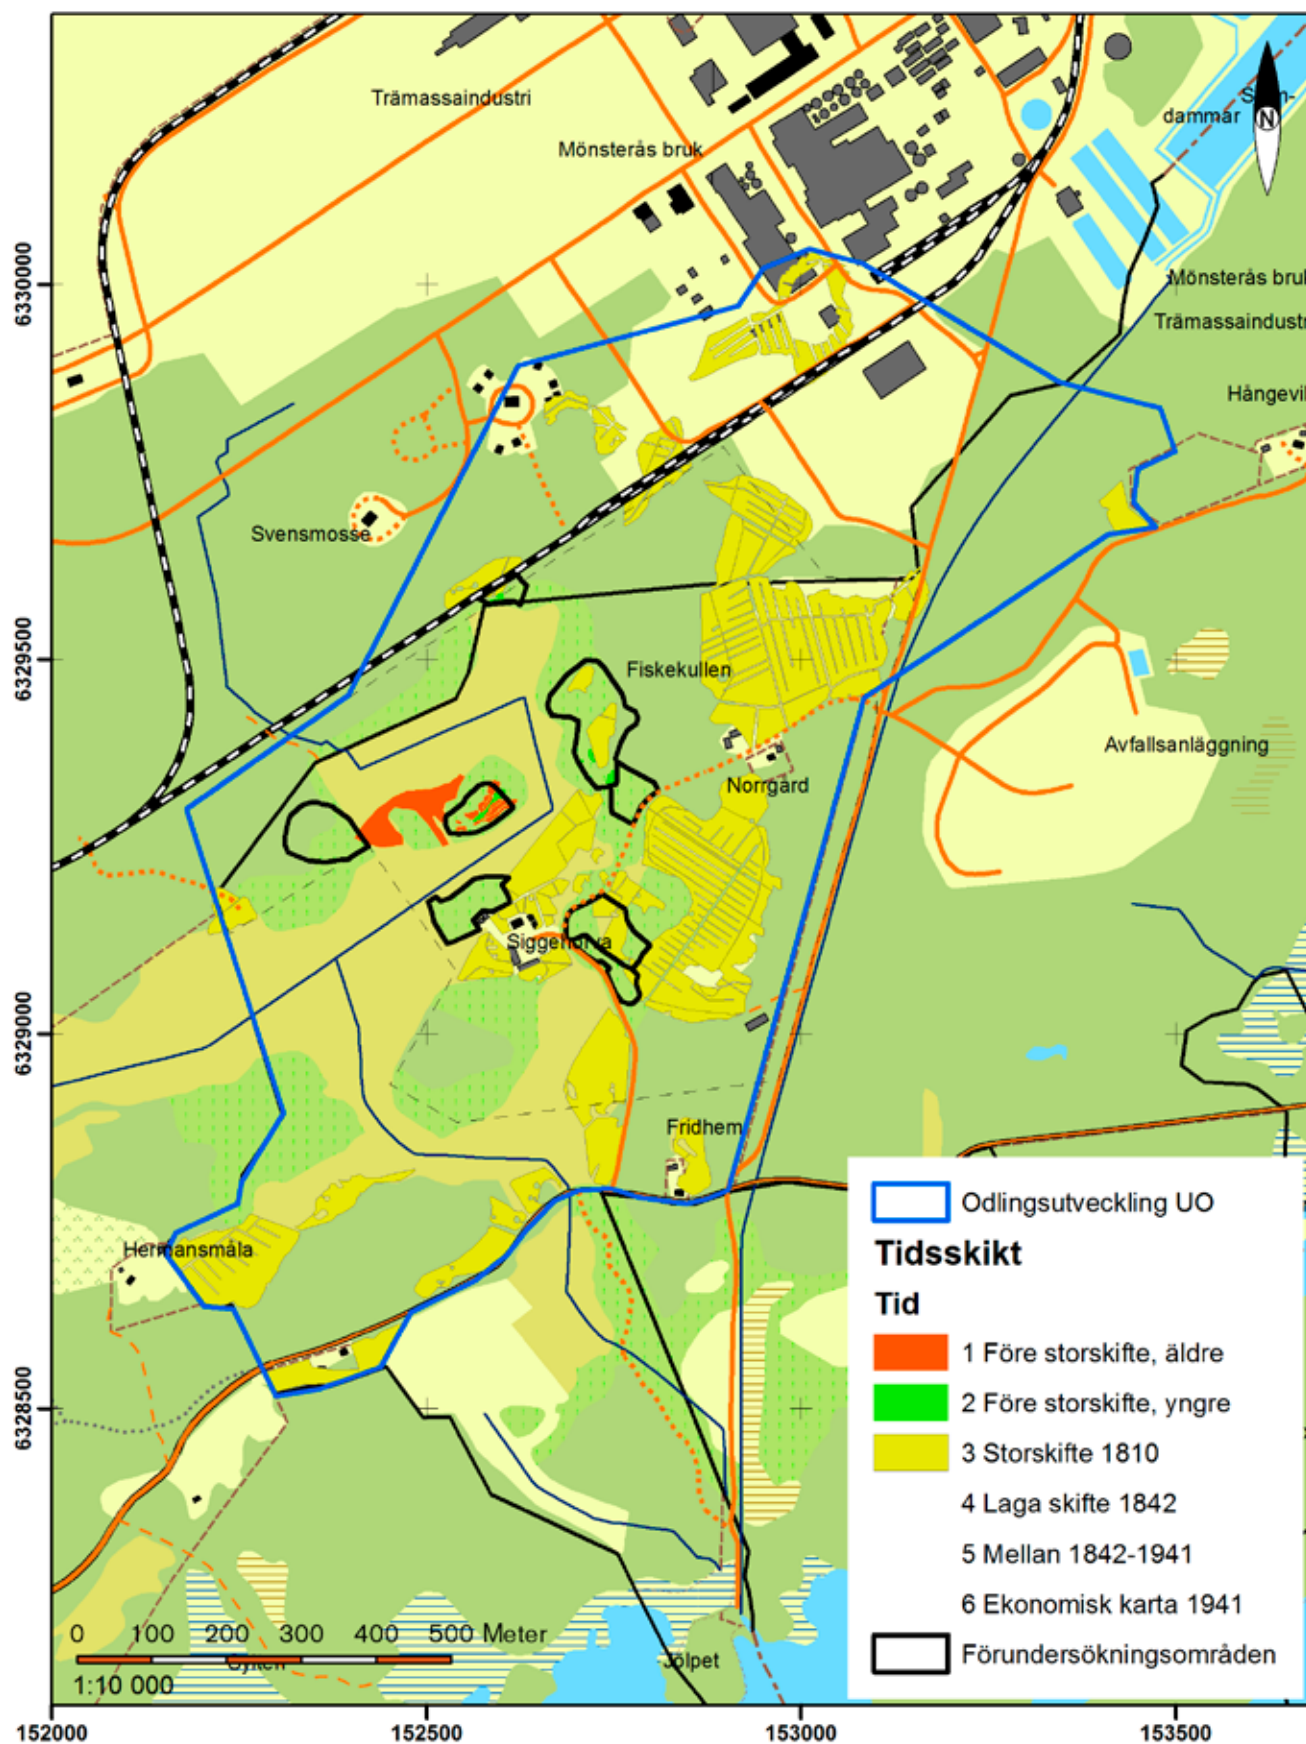 Trämassaindustri
Mönsterås bruk
dammar
N
6330000
Mönsterås bruk
Trämassaindustri
Svensmosse
6329500
Fiskekullen
Avfallsanläggning
Norrgard
6329000
Fridhem
Hermansmåla
Odlingsutveckling UO
Tidsskikt
Tid
1 Före storskifte, äldre
2 Före storskifte, yngre
3 Storskifte 1810
4 Laga skifte 1842
5 Mellan 1842-1941
6 Ekonomisk karta 1941
Förundersökningsområden
6328500
0 100 200 300 400 500 Meter
1:10 000
Jölpet
152000 152500 153000 153500